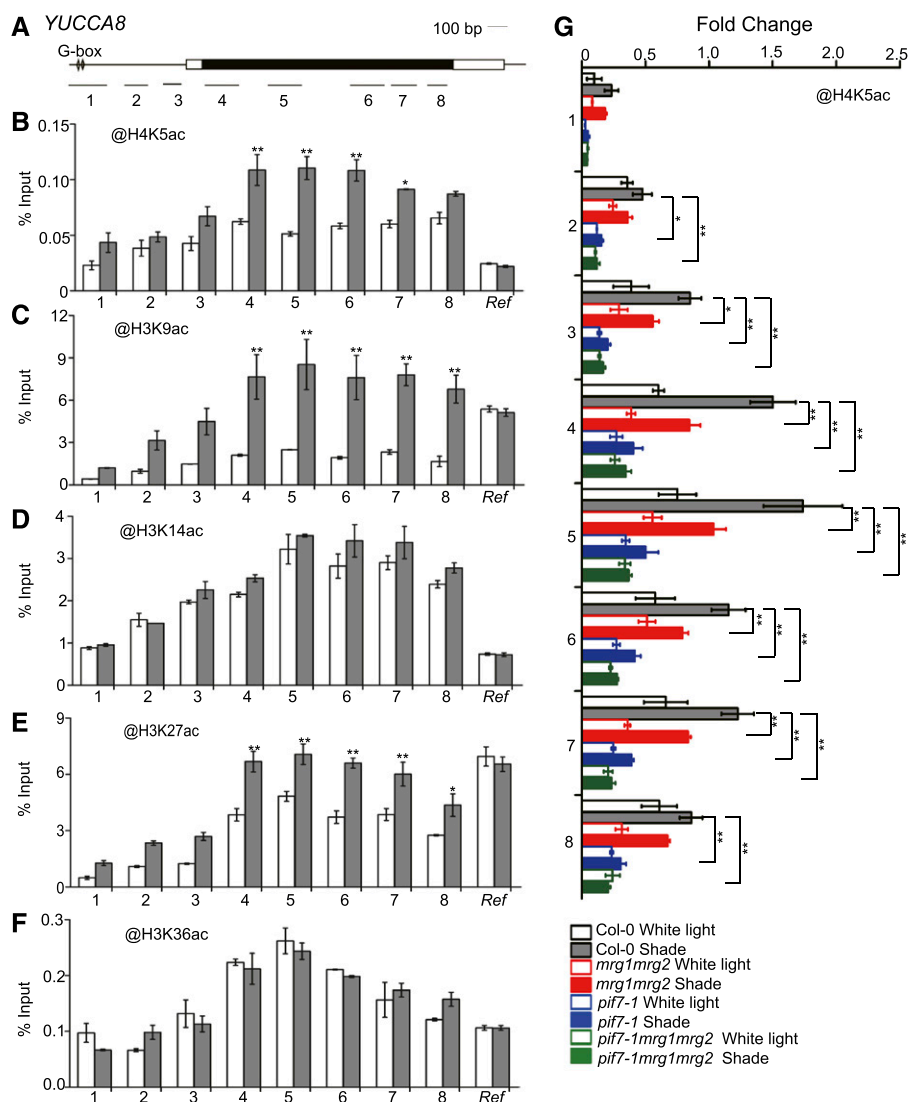 A
YUCCA8
100 bp
G-box
1 2 3 4 5 6 7 8
B
@H4K5ac
% Input
0.15
0.10
0.05
0
** ** ** *
1 2 3 4 5 6 7 8 Ref
C
@H3K9ac
% Input
12
9
6
3
0
** ** ** ** **
1 2 3 4 5 6 7 8 Ref
D
@H3K14ac
% Input
4
3
2
1
0
1 2 3 4 5 6 7 8 Ref
E
@H3K27ac
% Input
9
6
3
0
** ** ** ** *
1 2 3 4 5 6 7 8 Ref
F
@H3K36ac
% Input
0.3
0.2
0.1
0.0
1 2 3 4 5 6 7 8 Ref
G
Fold Change
0 0.5 1.0 1.5 2.0 2.5
@H4K5ac
1
2
* **
3
* ** **
4
** ** **
5
** ** **
6
** ** **
7
** ** **
8
** **
Col-0 White light
Col-0 Shade
mrg1mrg2 White light
mrg1mrg2 Shade
pif7-1 White light
pif7-1 Shade
pif7-1mrg1mrg2 White light
pif7-1mrg1mrg2 Shade